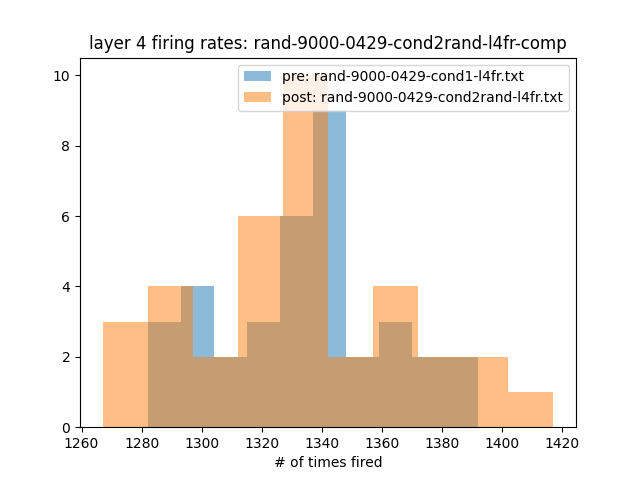 layer 4 firing rates: rand-9000-0429-cond2rand-l4fr-comp
pre: rand-9000-0429-cond1-l4fr.txt
post: rand-9000-0429-cond2rand-l4fr.txt
10
8
6
4
2
0
1260 1280 1300 1320 1340 1360 1380 1400 1420
# of times fired